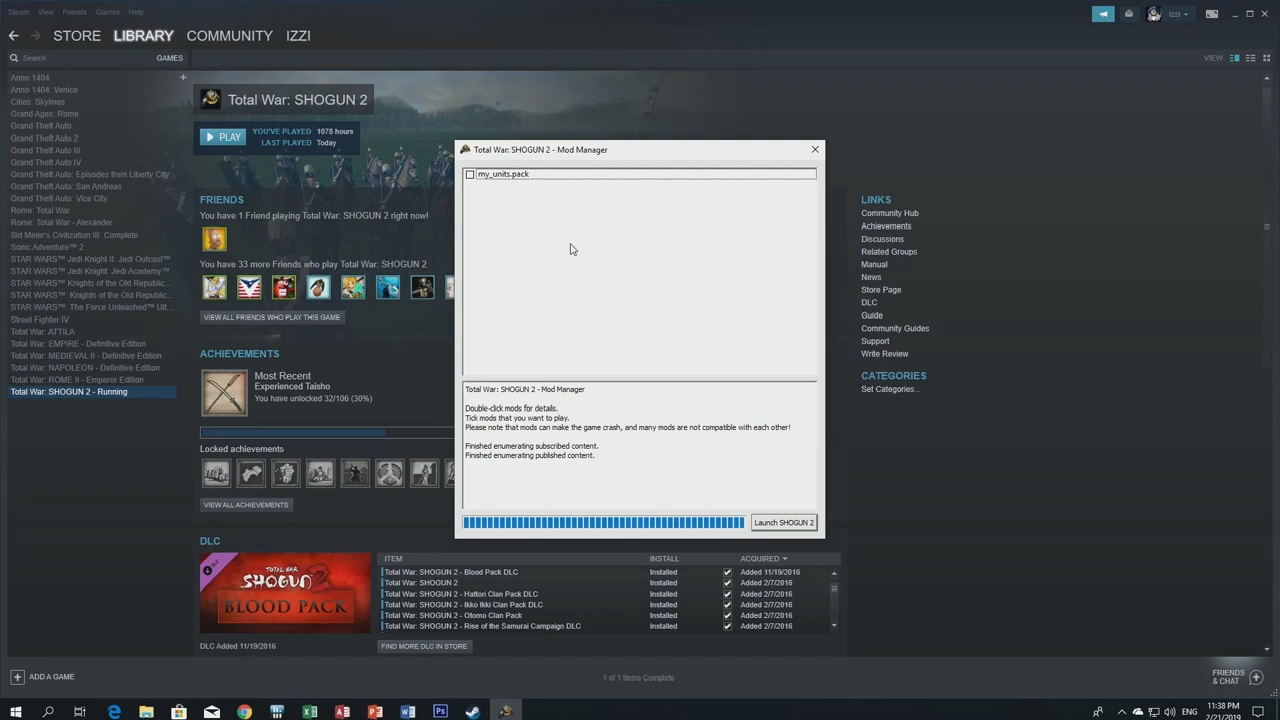 Steam View Friends Games Help
izzi
STORE LIBRARY COMMUNITY IZZI
Search GAMES
VIEW
Anno 1404
Anno 1404: Venice
Cities: Skylines
Grand Ages: Rome
Grand Theft Auto
Grand Theft Auto 2
Grand Theft Auto III
Grand Theft Auto IV
Grand Theft Auto: Episodes from Liberty City
Grand Theft Auto: San Andreas
Grand Theft Auto: Vice City
Rome: Total War
Rome: Total War - Alexander
Sid Meier's Civilization III: Complete
Sonic Adventure™ 2
STAR WARS™ Jedi Knight II: Jedi Outcast™
STAR WARS™ Jedi Knight: Jedi Academy™
STAR WARS™ Knights of the Old Republic...
STAR WARS™: Knights of the Old Republic...
STAR WARS™: The Force Unleashed™ Ult...
Street Fighter IV
Total War: ATTILA
Total War: EMPIRE - Definitive Edition
Total War: MEDIEVAL II - Definitive Edition
Total War: NAPOLEON - Definitive Edition
Total War: ROME II - Emperor Edition
Total War: SHOGUN 2 - Running
Total War: SHOGUN 2
PLAY
YOU'VE PLAYED 1078 hours
LAST PLAYED Today
FRIENDS
You have 1 Friend playing Total War: SHOGUN 2 right now!
You have 33 more Friends who play Total War: SHOGUN 2
VIEW ALL FRIENDS WHO PLAY THIS GAME
ACHIEVEMENTS
Most Recent
Experienced Taisho
You have unlocked 32/106 (30%)
Locked achievements
VIEW ALL ACHIEVEMENTS
Total War: SHOGUN 2 - Mod Manager
my_units.pack
Total War: SHOGUN 2 - Mod Manager
Double-click mods for details.
Tick mods that you want to play.
Please note that mods can make the game crash, and many mods are not compatible with each other!
Finished enumerating subscribed content.
Finished enumerating published content.
Launch SHOGUN 2
LINKS
Community Hub
Achievements
Discussions
Related Groups
Manual
News
Store Page
DLC
Guide
Community Guides
Support
Write Review
CATEGORIES
Set Categories...
DLC
DLC
TOTAL WAR
SHOGUN 2
BLOOD PACK
DLC Added 11/19/2016
ITEM INSTALL ACQUIRED
Total War: SHOGUN 2 - Blood Pack DLC Installed Added 11/19/2016
Total War: SHOGUN 2 Installed Added 2/7/2016
Total War: SHOGUN 2 - Hattori Clan Pack DLC Installed Added 2/7/2016
Total War: SHOGUN 2 - Ikko Ikki Clan Pack DLC Installed Added 2/7/2016
Total War: SHOGUN 2 - Otomo Clan Pack Installed Added 2/7/2016
Total War: SHOGUN 2 - Rise of the Samurai Campaign DLC Installed Added 2/7/2016
FIND MORE DLC IN STORE
ADD A GAME
1 of 1 Items Complete
FRIENDS
& CHAT
ENG
11:38 PM
2/21/2019